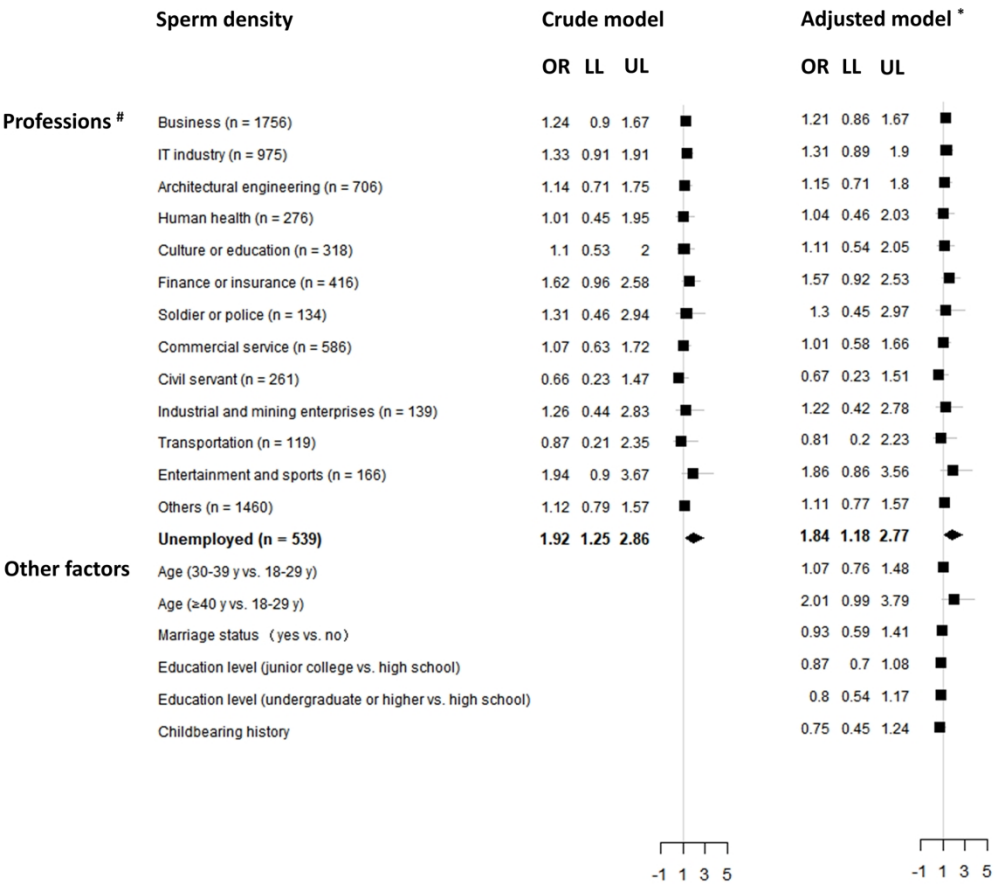 Sperm density Crude model Adjusted model *
OR LL UL OR LL UL
Professions # Business (n = 1756) 1.24 0.9 1.67 1.21 0.86 1.67
IT industry (n = 975) 1.33 0.91 1.91 1.31 0.89 1.9
Architectural engineering (n = 706) 1.14 0.71 1.75 1.15 0.71 1.8
Human health (n = 276) 1.01 0.45 1.95 1.04 0.46 2.03
Culture or education (n = 318) 1.1 0.53 2 1.11 0.54 2.05
Finance or insurance (n = 416) 1.62 0.96 2.58 1.57 0.92 2.53
Soldier or police (n = 134) 1.31 0.46 2.94 1.3 0.45 2.97
Commercial service (n = 586) 1.07 0.63 1.72 1.01 0.58 1.66
Civil servant (n = 261) 0.66 0.23 1.47 0.67 0.23 1.51
Industrial and mining enterprises (n = 139) 1.26 0.44 2.83 1.22 0.42 2.78
Transportation (n = 119) 0.87 0.21 2.35 0.81 0.2 2.23
Entertainment and sports (n = 166) 1.94 0.9 3.67 1.86 0.86 3.56
Others (n = 1460) 1.12 0.79 1.57 1.11 0.77 1.57
Unemployed (n = 539) 1.92 1.25 2.86 1.84 1.18 2.77
Other factors Age (30-39 y vs. 18-29 y) 1.07 0.76 1.48
Age (≥40 y vs. 18-29 y) 2.01 0.99 3.79
Marriage status （yes vs. no） 0.93 0.59 1.41
Education level (junior college vs. high school) 0.87 0.7 1.08
Education level (undergraduate or higher vs. high school) 0.8 0.54 1.17
Childbearing history 0.75 0.45 1.24
-1 1 3 5 -1 1 3 5